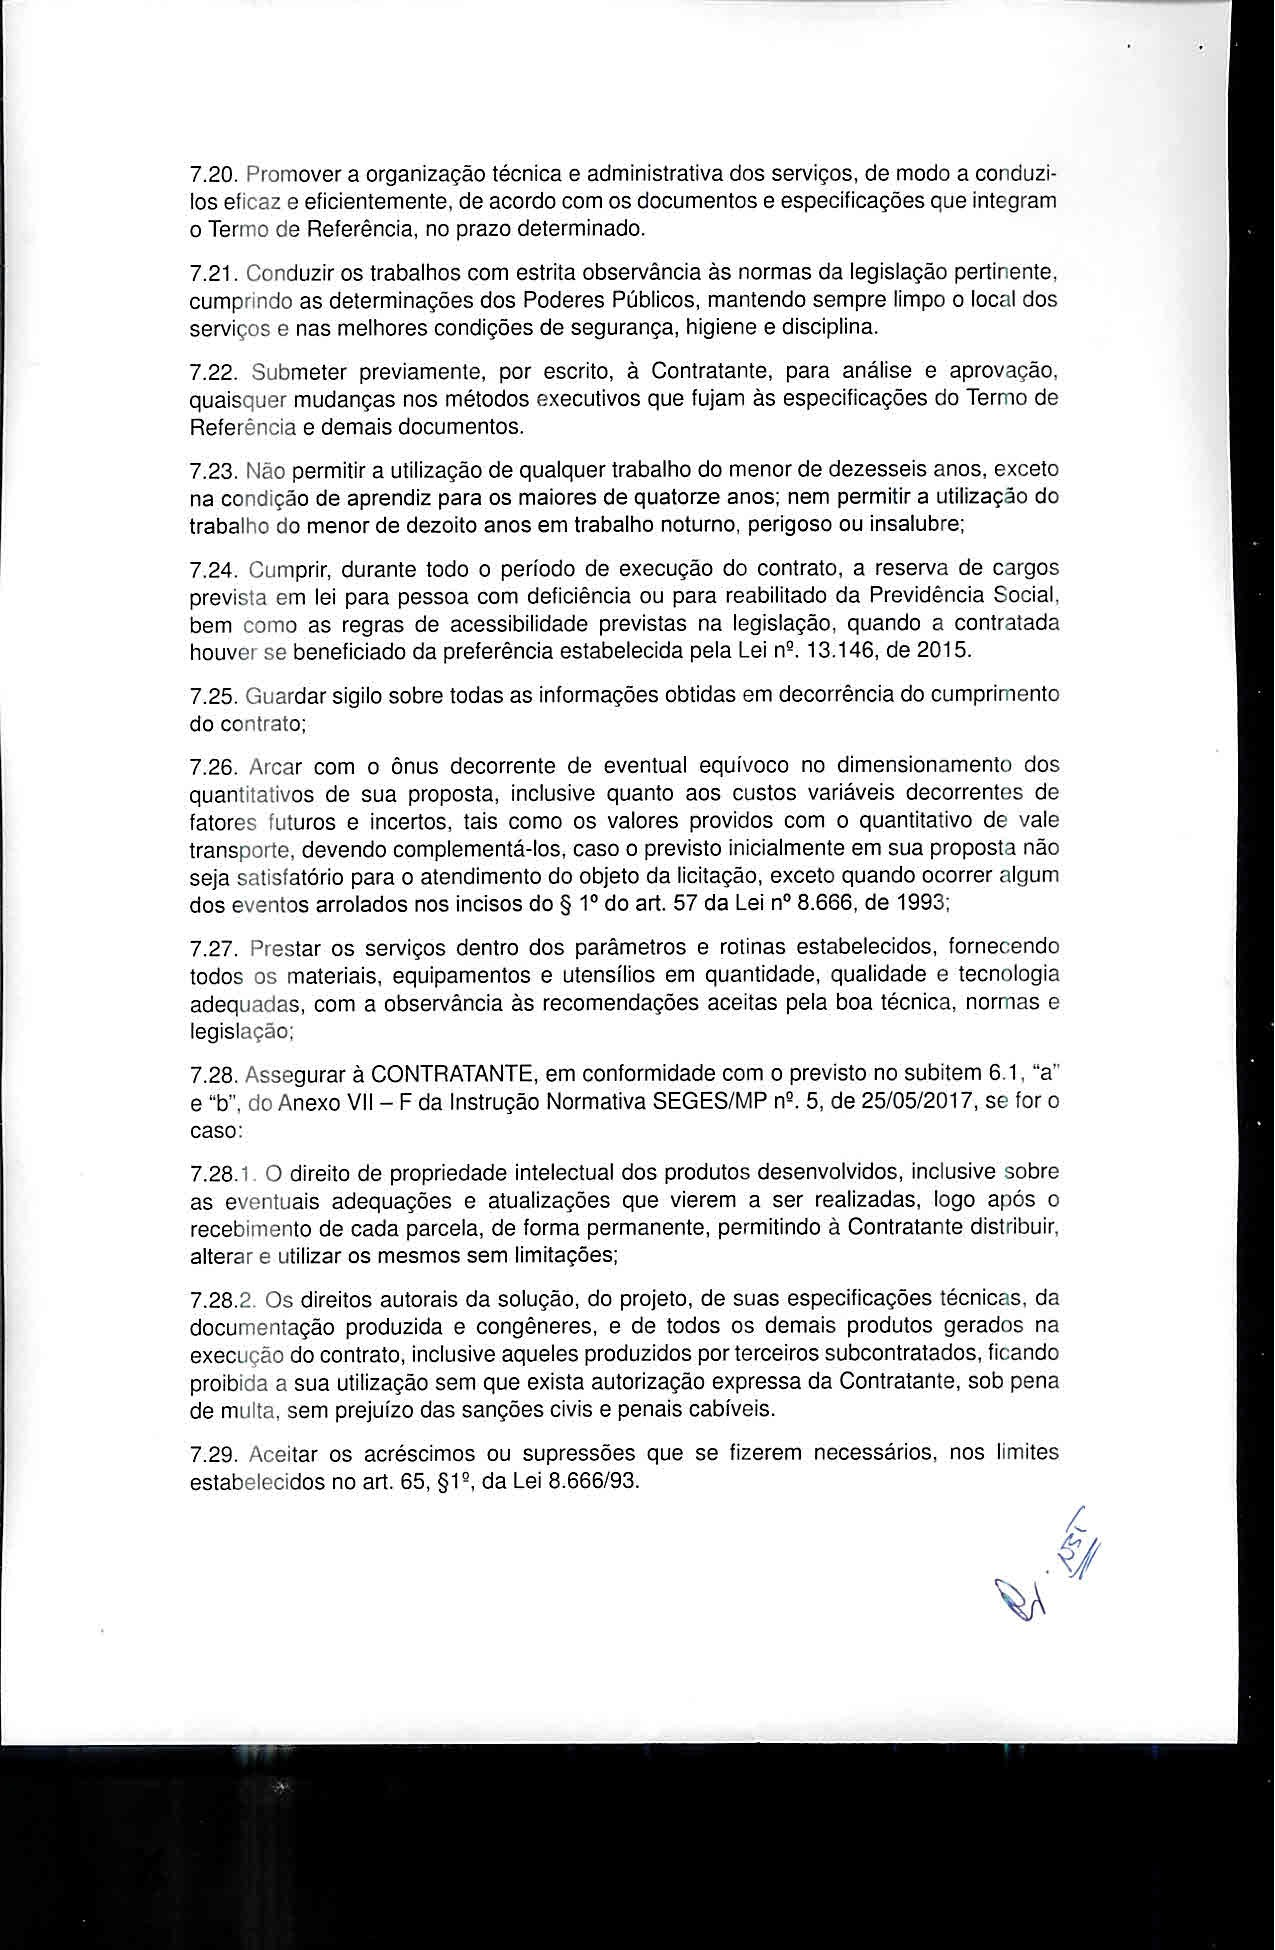 7.20. Promover a organização técnica e administrativa dos serviços, de modo a conduzi-
los eficaz e eficientemente, de acordo com os documentos e especificações que integram
o Termo de Referência, no prazo determinado.
7.21. Conduzir os trabalhos com estrita observância às normas da legislação pertinente,
cumprindo as determinações dos Poderes Públicos, mantendo sempre limpo o local dos
serviços e nas melhores condições de segurança, higiene e disciplina.
7.22. Submeter previamente, por escrito, à Contratante, para análise e aprovação,
quaisquer mudanças nos métodos executivos que fujam às especificações do Termo de
Referência e demais documentos.
7.23. Não permitir a utilização de qualquer trabalho do menor de dezesseis anos, exceto
na condição de aprendiz para os maiores de quatorze anos; nem permitir a utilização do
trabalho do menor de dezoito anos em trabalho noturno, perigoso ou insalubre;
7.24. Cumprir, durante todo o período de execução do contrato, a reserva de cargos
prevista em lei para pessoa com deficiência ou para reabilitado da Previdência Social,
bem como as regras de acessibilidade previstas na legislação, quando a contratada
houver se beneficiado da preferência estabelecida pela Lei nº. 13.146, de 2015.
7.25. Guardar sigilo sobre todas as informações obtidas em decorrência do cumprimento
do contrato;
7.26. Arcar com o ônus decorrente de eventual equívoco no dimensionamento dos
quantitativos de sua proposta, inclusive quanto aos custos variáveis decorrentes de
fatores futuros e incertos, tais como os valores providos com o quantitativo de vale
transporte, devendo complementá-los, caso o previsto inicialmente em sua proposta não
seja satisfatório para o atendimento do objeto da licitação, exceto quando ocorrer algum
dos eventos arrolados nos incisos do § 1º do art. 57 da Lei nº 8.666, de 1993;
7.27. Prestar os serviços dentro dos parâmetros e rotinas estabelecidos, fornecendo
todos os materiais, equipamentos e utensílios em quantidade, qualidade e tecnologia
adequadas, com a observância às recomendações aceitas pela boa técnica, normas e
legislação;
7.28. Assegurar à CONTRATANTE, em conformidade com o previsto no subitem 6.1, “a”
e “b”, do Anexo VII – F da Instrução Normativa SEGES/MP nº. 5, de 25/05/2017, se for o
caso:
7.28.1. O direito de propriedade intelectual dos produtos desenvolvidos, inclusive sobre
as eventuais adequações e atualizações que vierem a ser realizadas, logo após o
recebimento de cada parcela, de forma permanente, permitindo à Contratante distribuir,
alterar e utilizar os mesmos sem limitações;
7.28.2. Os direitos autorais da solução, do projeto, de suas especificações técnicas, da
documentação produzida e congêneres, e de todos os demais produtos gerados na
execução do contrato, inclusive aqueles produzidos por terceiros subcontratados, ficando
proibida a sua utilização sem que exista autorização expressa da Contratante, sob pena
de multa, sem prejuízo das sanções civis e penais cabíveis.
7.29. Aceitar os acréscimos ou supressões que se fizerem necessários, nos limites
estabelecidos no art. 65, §1º, da Lei 8.666/93.